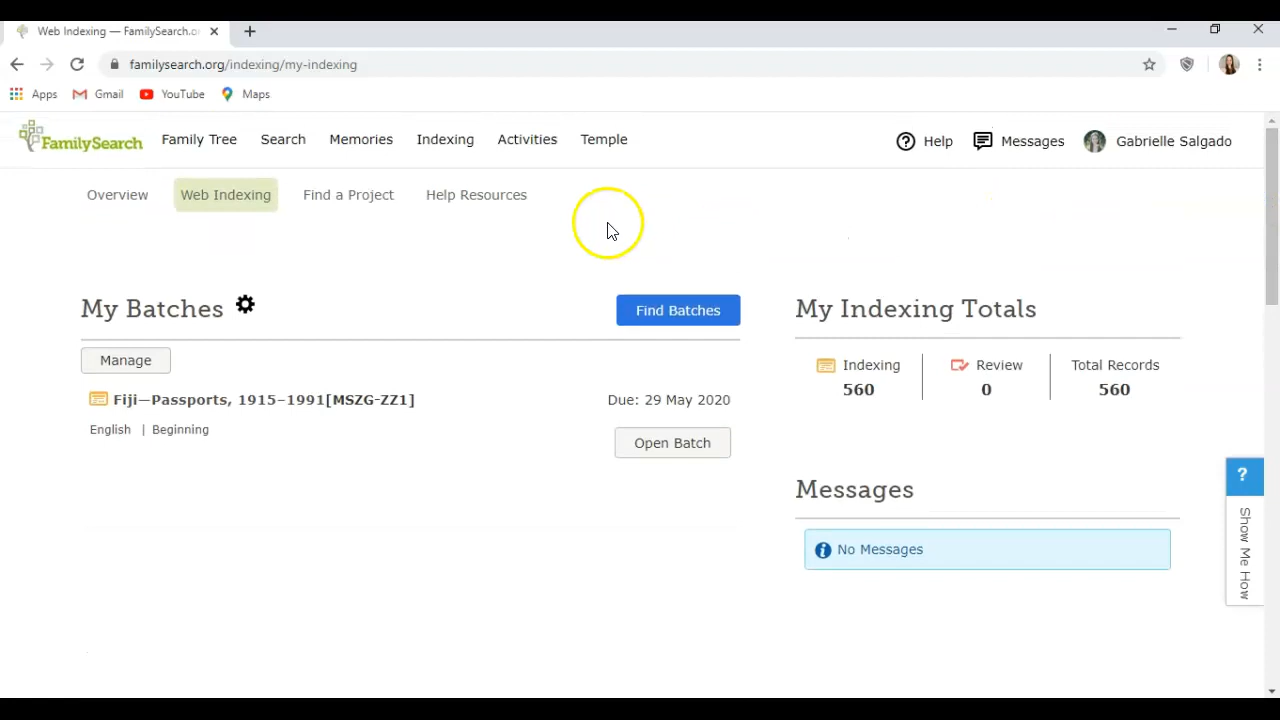 Web Indexing — FamilySearch.or
familysearch.org/indexing/my-indexing
Apps Gmail YouTube Maps
FamilySearch Family Tree Search Memories Indexing Activities Temple Help Messages Gabrielle Salgado
Overview Web Indexing Find a Project Help Resources
My Batches Find Batches
Manage
Fiji—Passports, 1915–1991[MSZG-ZZ1] Due: 29 May 2020
English | Beginning
Open Batch
My Indexing Totals
Indexing Review Total Records
560 0 560
Messages
No Messages
?
Show Me How